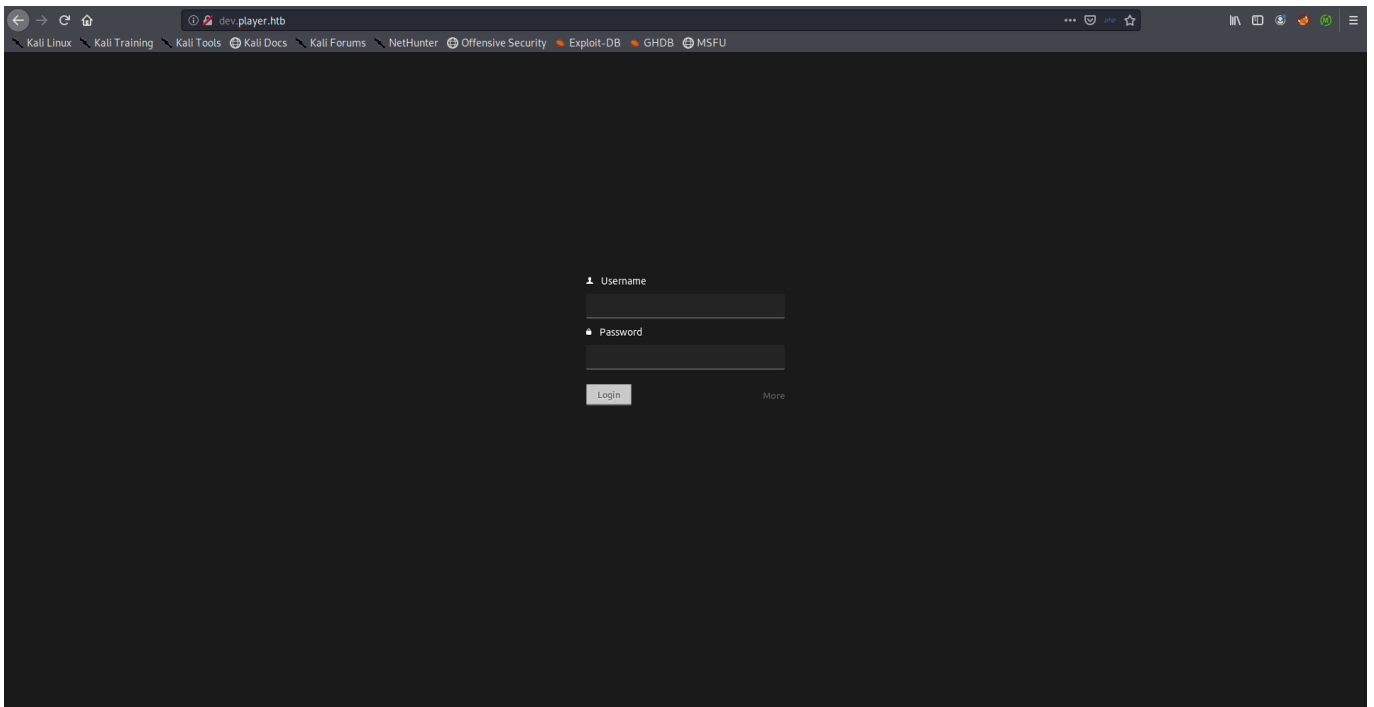 dev.player.htb
Kali Linux Kali Training Kali Tools Kali Docs Kali Forums NetHunter Offensive Security Exploit-DB GHDB MSFU
Username
Password
Login More